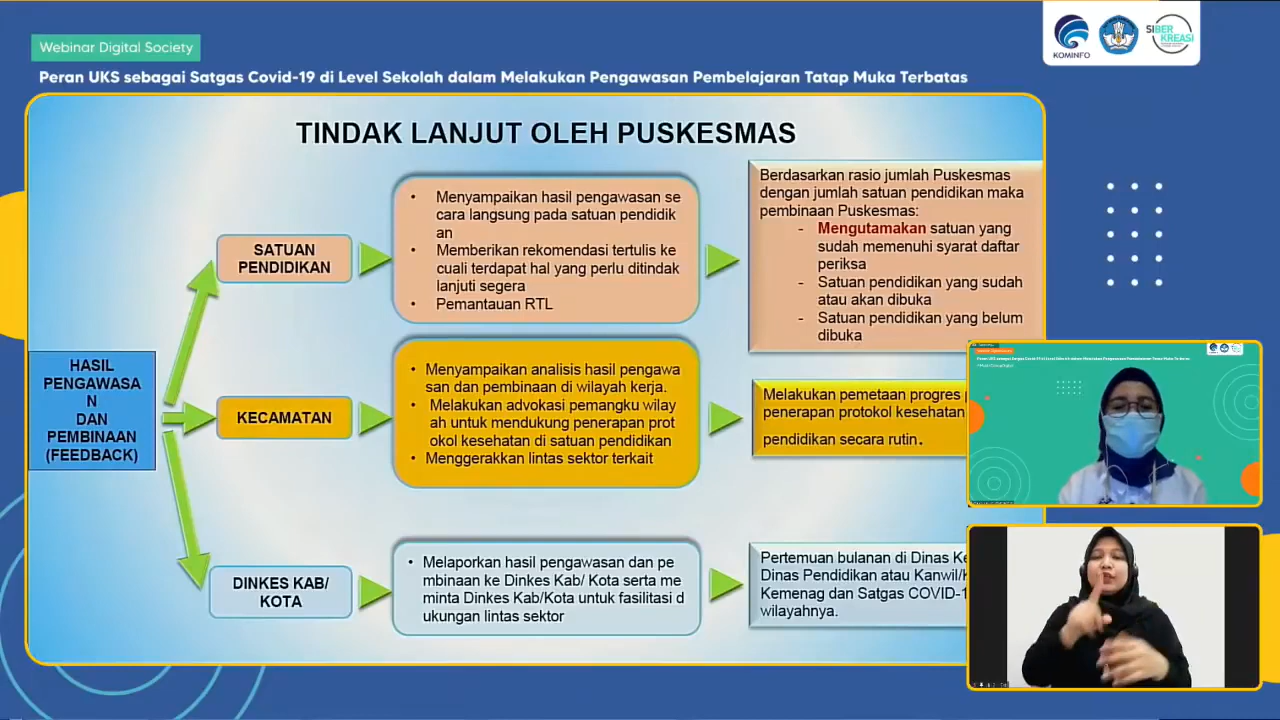 Webinar Digital Society
Peran UKS sebagai Satgas Covid-19 di Level Sekolah dalam Melakukan Pengawasan Pembelajaran Tatap Muka Terbatas
KOMINFO
SIBER
KREASI
TINDAK LANJUT OLEH PUSKESMAS
HASIL
PENGAWASA
N
DAN
PEMBINAAN
(FEEDBACK)
SATUAN
PENDIDIKAN
• Menyampaikan hasil pengawasan se
cara langsung pada satuan pendidik
an
• Memberikan rekomendasi tertulis ke
cuali terdapat hal yang perlu ditindak
lanjuti segera
• Pemantauan RTL
Berdasarkan rasio jumlah Puskesmas
dengan jumlah satuan pendidikan maka
pembinaan Puskesmas:
- Mengutamakan satuan yang
sudah memenuhi syarat daftar
periksa
- Satuan pendidikan yang sudah
atau akan dibuka
- Satuan pendidikan yang belum
dibuka
KECAMATAN
• Menyampaikan analisis hasil pengawa
san dan pembinaan di wilayah kerja.
• Melakukan advokasi pemangku wilay
ah untuk mendukung penerapan prot
okol kesehatan di satuan pendidikan
• Menggerakkan lintas sektor terkait
Melakukan pemetaan progres
penerapan protokol kesehatan
pendidikan secara rutin.
DINKES KAB/
KOTA
• Melaporkan hasil pengawasan dan pe
mbinaan ke Dinkes Kab/ Kota serta me
minta Dinkes Kab/Kota untuk fasilitasi d
ukungan lintas sektor
Pertemuan bulanan di Dinas Ke
Dinas Pendidikan atau Kanwil/
Kemenag dan Satgas COVID-1
wilayahnya.